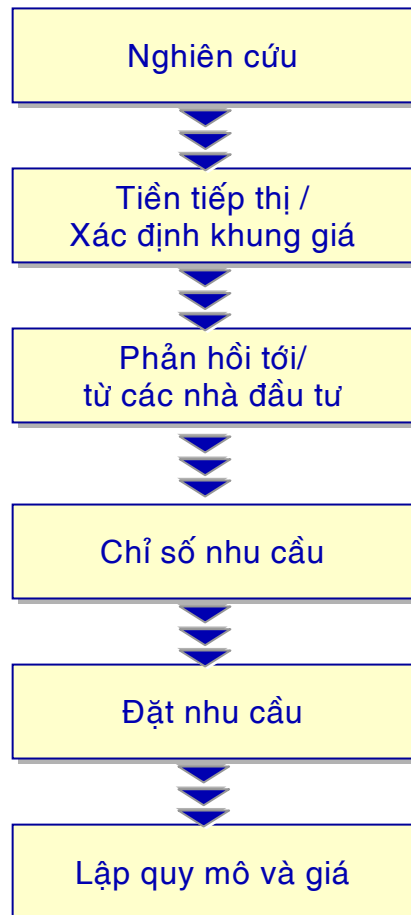 Nghiên cứu
Tiền tiếp thị /
Xác định khung giá
Phản hồi tới/
từ các nhà đầu tư
Chỉ số nhu cầu
Đặt nhu cầu
Lập quy mô và giá